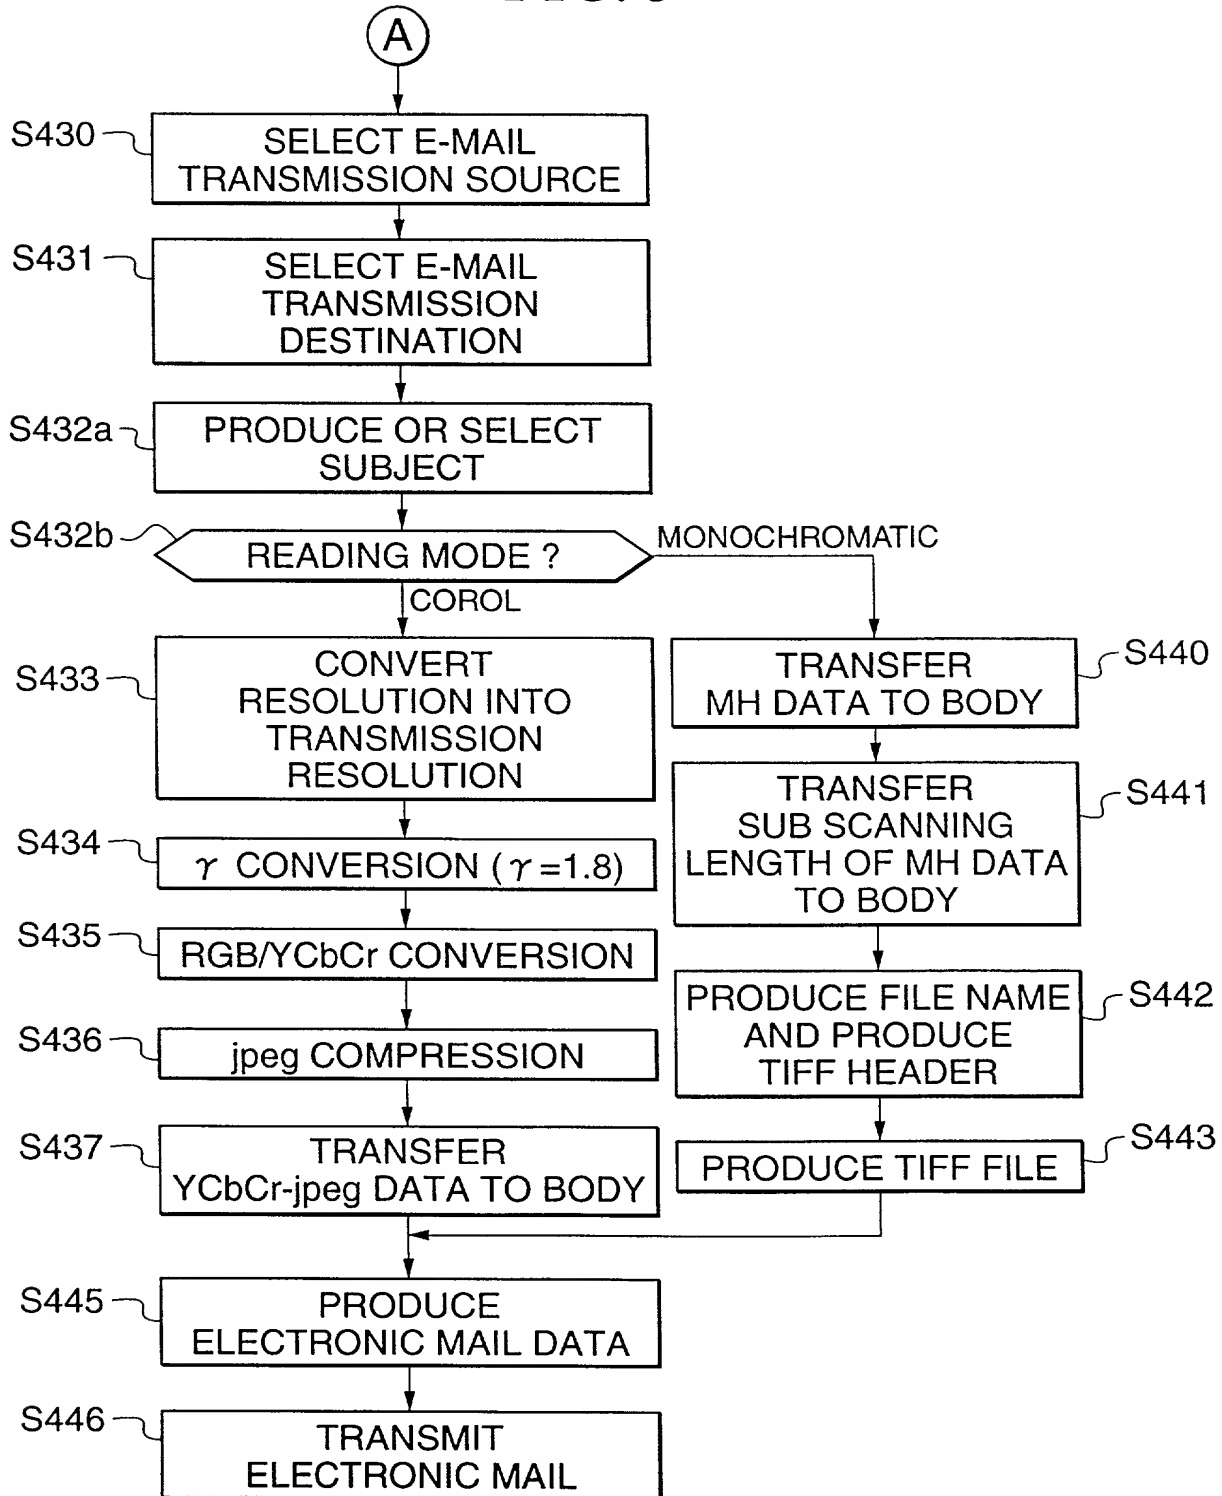 A
S430
SELECT E-MAIL
TRANSMISSION SOURCE
S431
SELECT E-MAIL
TRANSMISSION
DESTINATION
S432a
PRODUCE OR SELECT
SUBJECT
S432b
READING MODE ?
MONOCHROMATIC
COROL
S433
CONVERT
RESOLUTION INTO
TRANSMISSION
RESOLUTION
S434
γ CONVERSION (γ=1.8)
S435
RGB/YCbCr CONVERSION
S436
jpeg COMPRESSION
S437
TRANSFER
YCbCr-jpeg DATA TO BODY
S440
TRANSFER
MH DATA TO BODY
S441
TRANSFER
SUB SCANNING
LENGTH OF MH DATA
TO BODY
S442
PRODUCE FILE NAME
AND PRODUCE
TIFF HEADER
S443
PRODUCE TIFF FILE
S445
PRODUCE
ELECTRONIC MAIL DATA
S446
TRANSMIT
ELECTRONIC MAIL